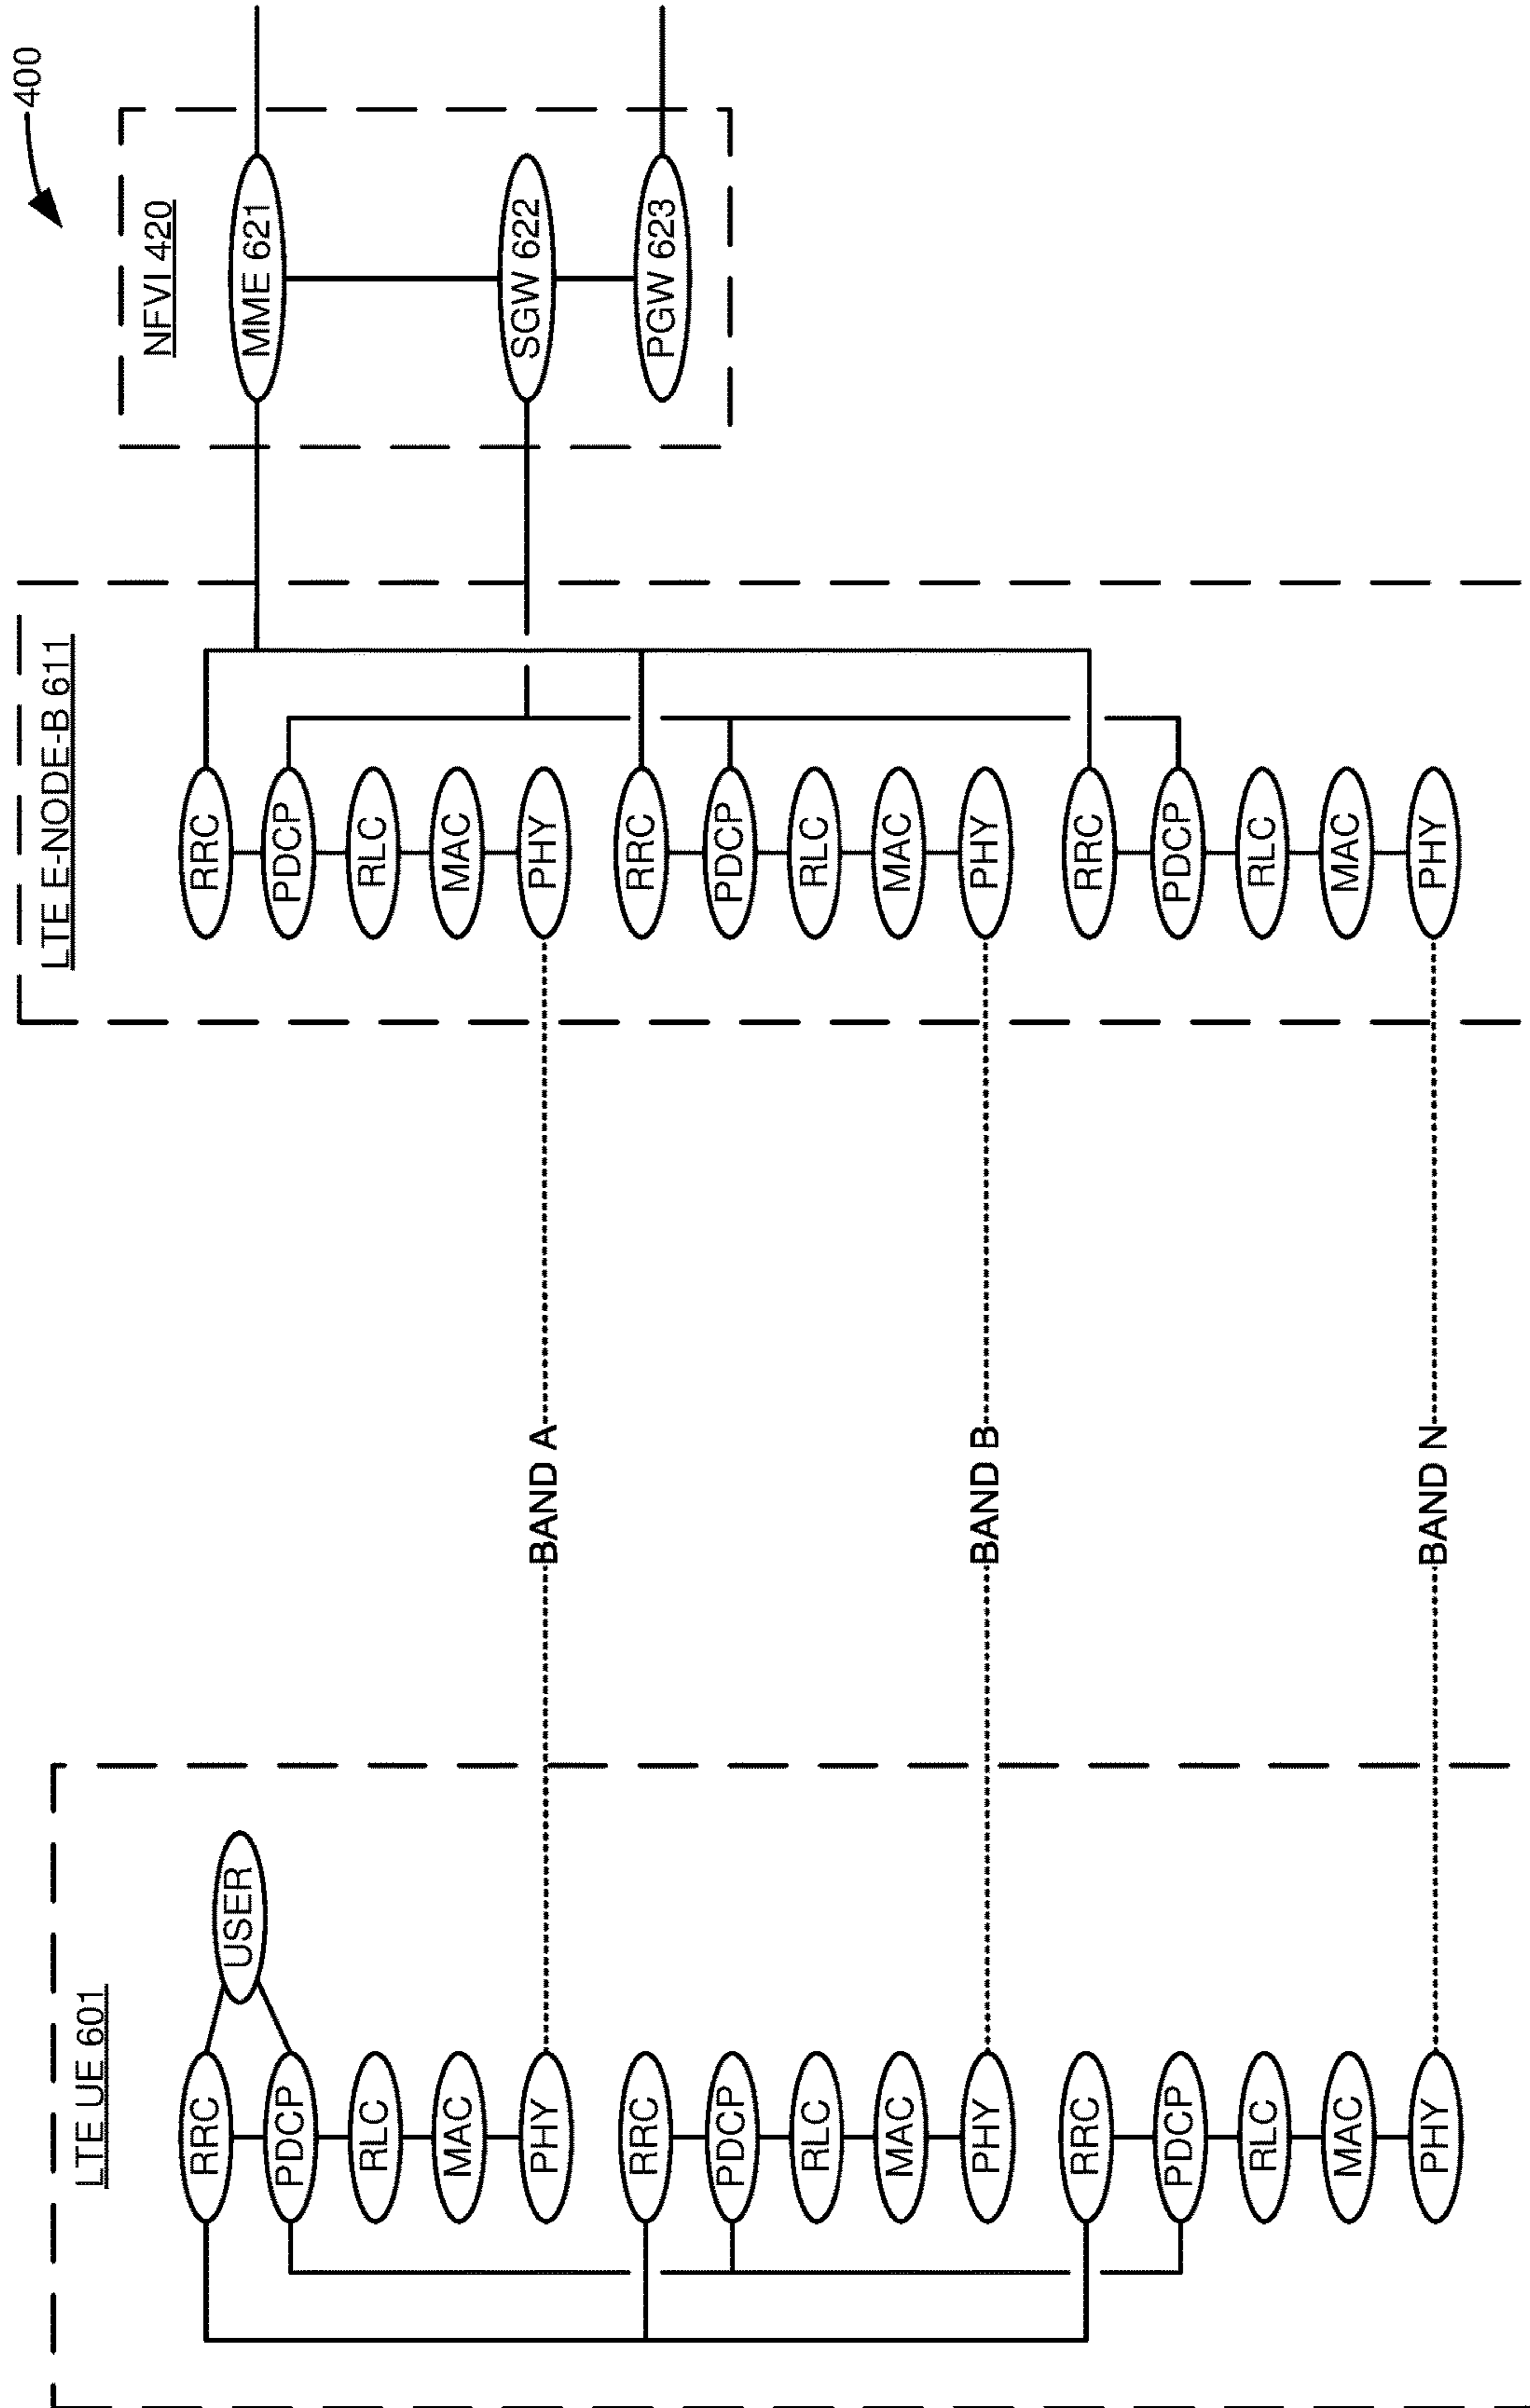 400
LTE UE 601
USER
RRC
PDCP
RLC
MAC
PHY
RRC
PDCP
RLC
MAC
PHY
RRC
PDCP
RLC
MAC
PHY
BAND A
BAND B
BAND N
LTE E-NODE-B 611
RRC
PDCP
RLC
MAC
PHY
RRC
PDCP
RLC
MAC
PHY
RRC
PDCP
RLC
MAC
PHY
NFVI 420
MME 621
SGW 622
PGW 623